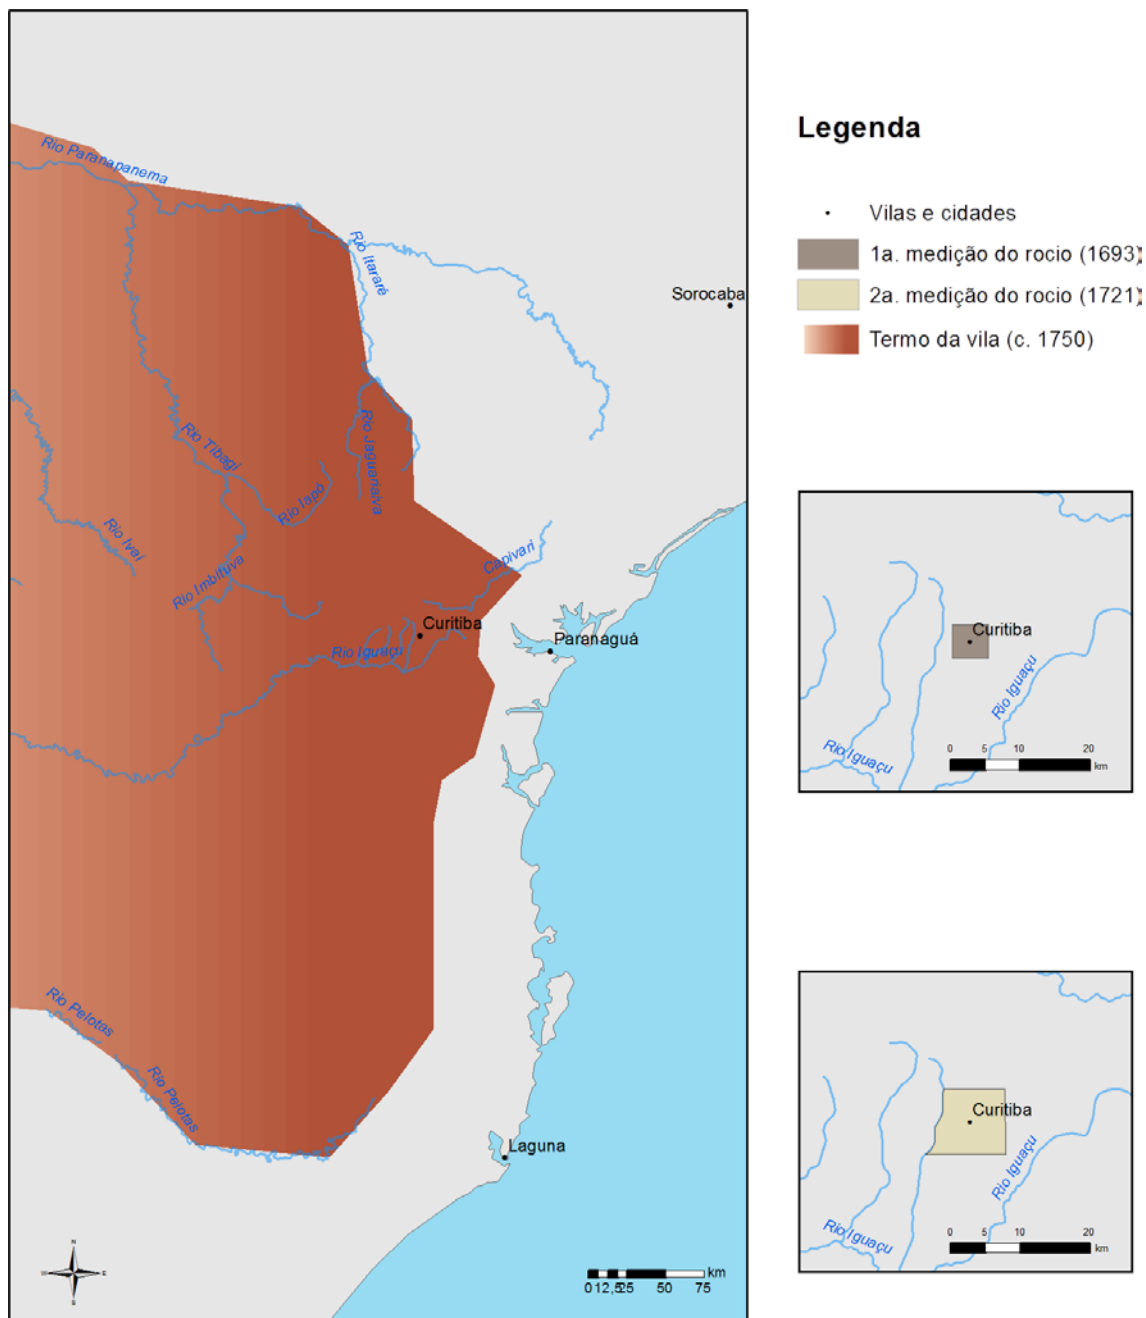 Rio Paranapanema
Rio Itararé
Sorocaba
Rio Jaguariaíva
Rio Tibagi
Rio Iapó
Rio Ivaí
Rio Imbituva
Capivari
Curitiba
Rio Iguaçu
Paranaguá
Rio Pelotas
Rio Pelotas
Laguna
N
W
E
S
km
0 12,5 25 50 75
Legenda
Vilas e cidades
1a. medição do rocio (1693)
2a. medição do rocio (1721)
Termo da vila (c. 1750)
Curitiba
Rio Iguaçu
Rio Iguaçu
0 5 10 20
km
Curitiba
Rio Iguaçu
Rio Iguaçu
0 5 10 20
km